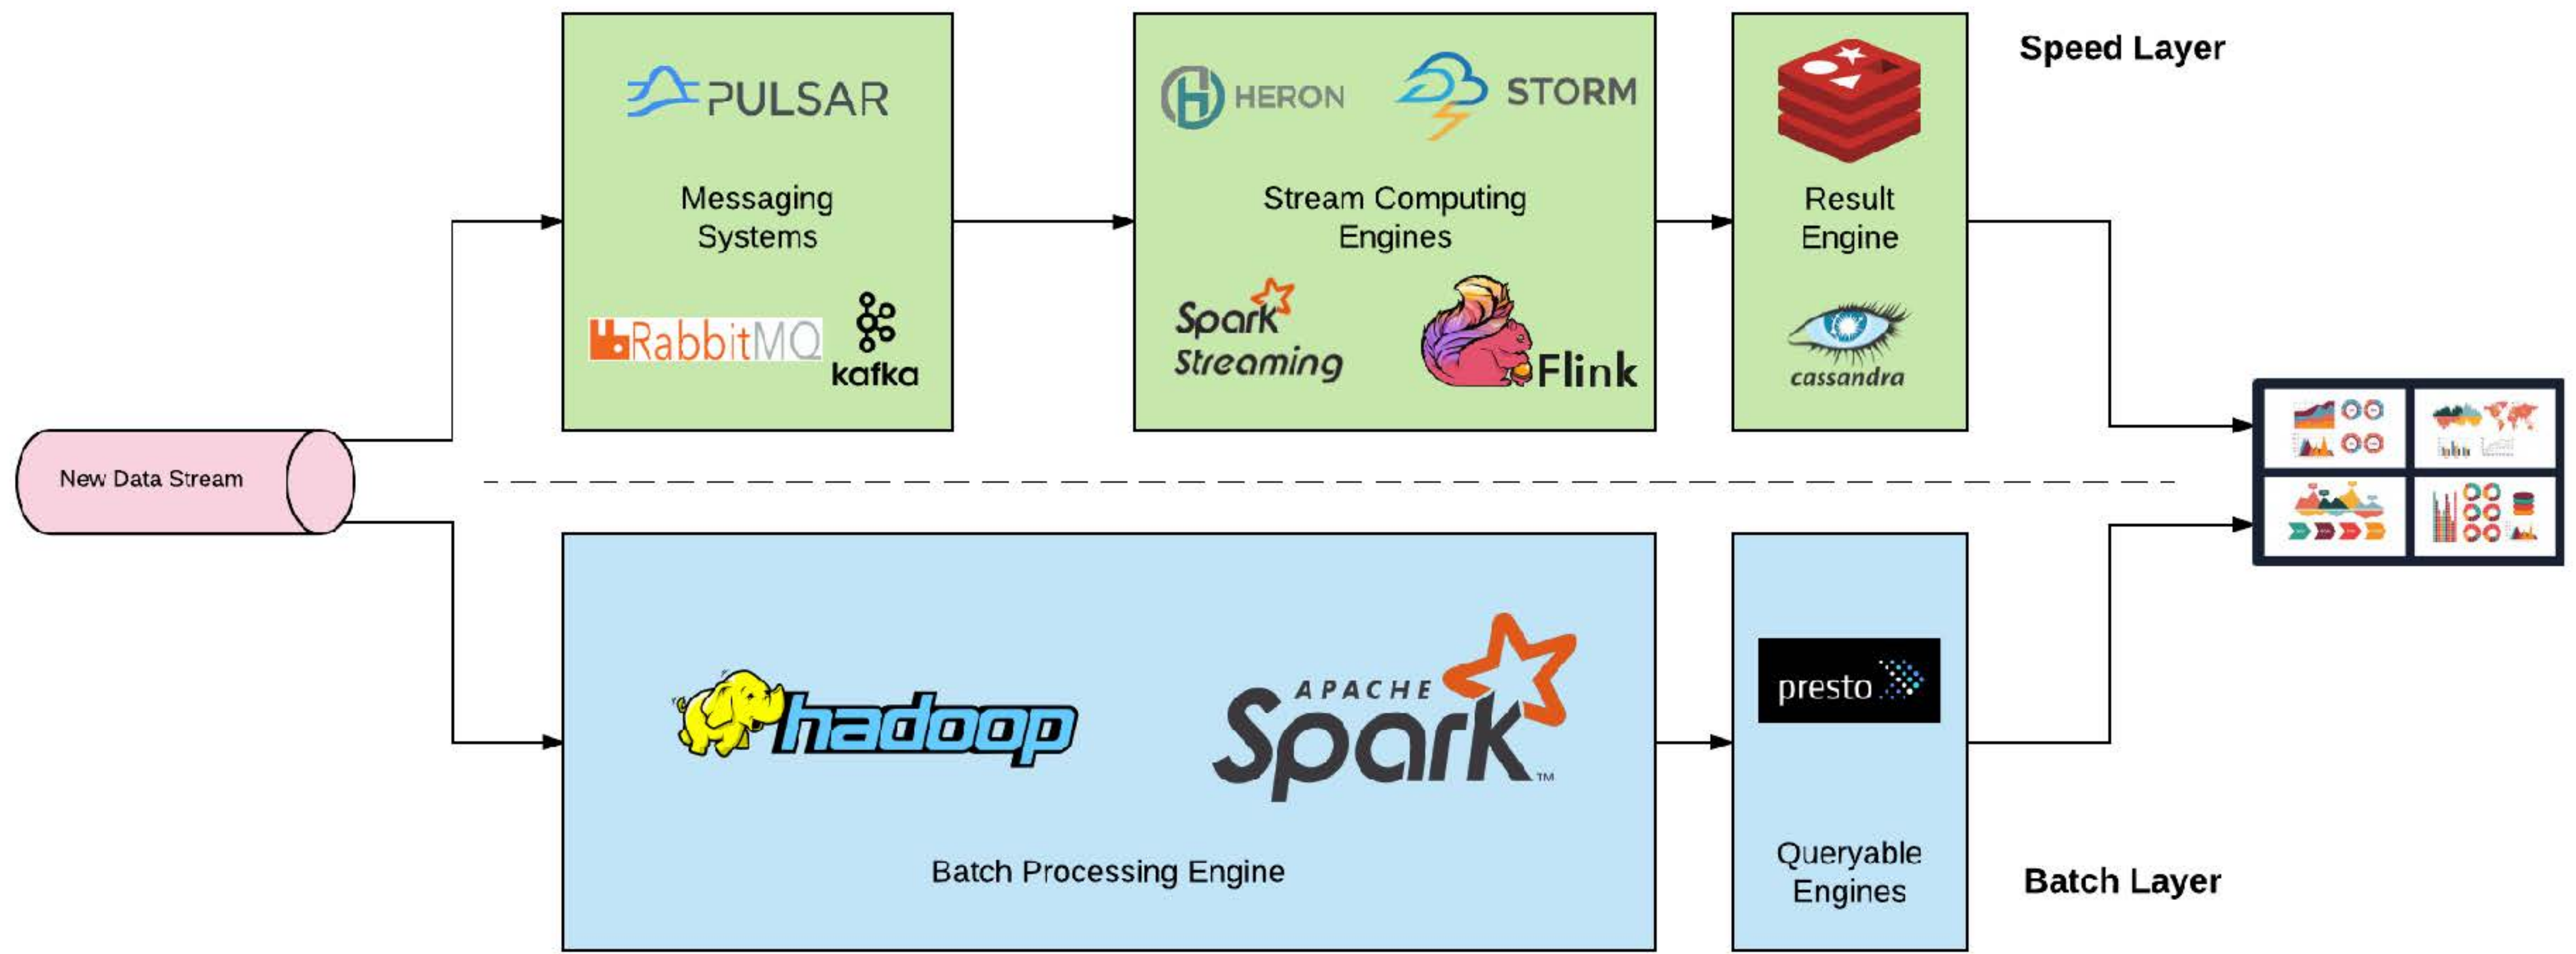 PULSAR
Messaging
Systems
RabbitMQ
kafka
HERON
STORM
Stream Computing
Engines
Spark
Streaming
Flink
Result
Engine
cassandra
Speed Layer
New Data Stream
hadoop
APACHE
Spark
TM
Batch Processing Engine
presto
Queryable
Engines
Batch Layer